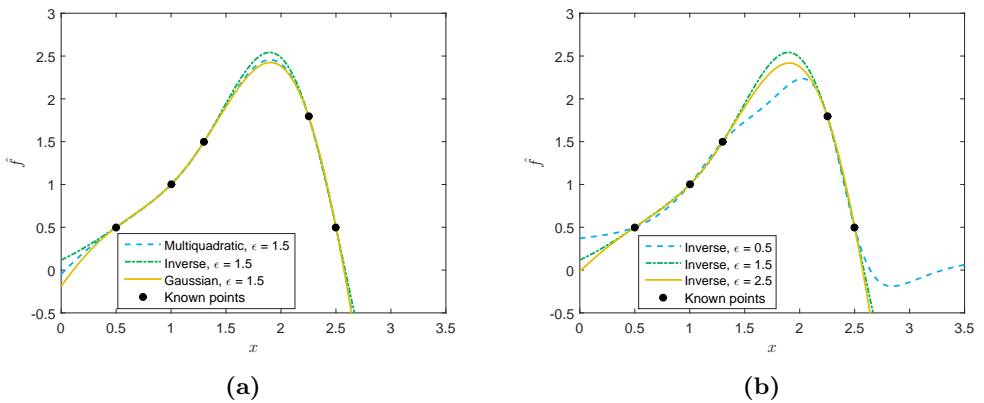 3
2.5
2
1.5
1
0.5
0
-0.5
f̂
Multiquadratic, ϵ = 1.5
Inverse, ϵ = 1.5
Gaussian, ϵ = 1.5
Known points
0 0.5 1 1.5 2 2.5 3 3.5
x
(a)
3
2.5
2
1.5
1
0.5
0
-0.5
f̂
Inverse, ϵ = 0.5
Inverse, ϵ = 1.5
Inverse, ϵ = 2.5
Known points
0 0.5 1 1.5 2 2.5 3 3.5
x
(b)